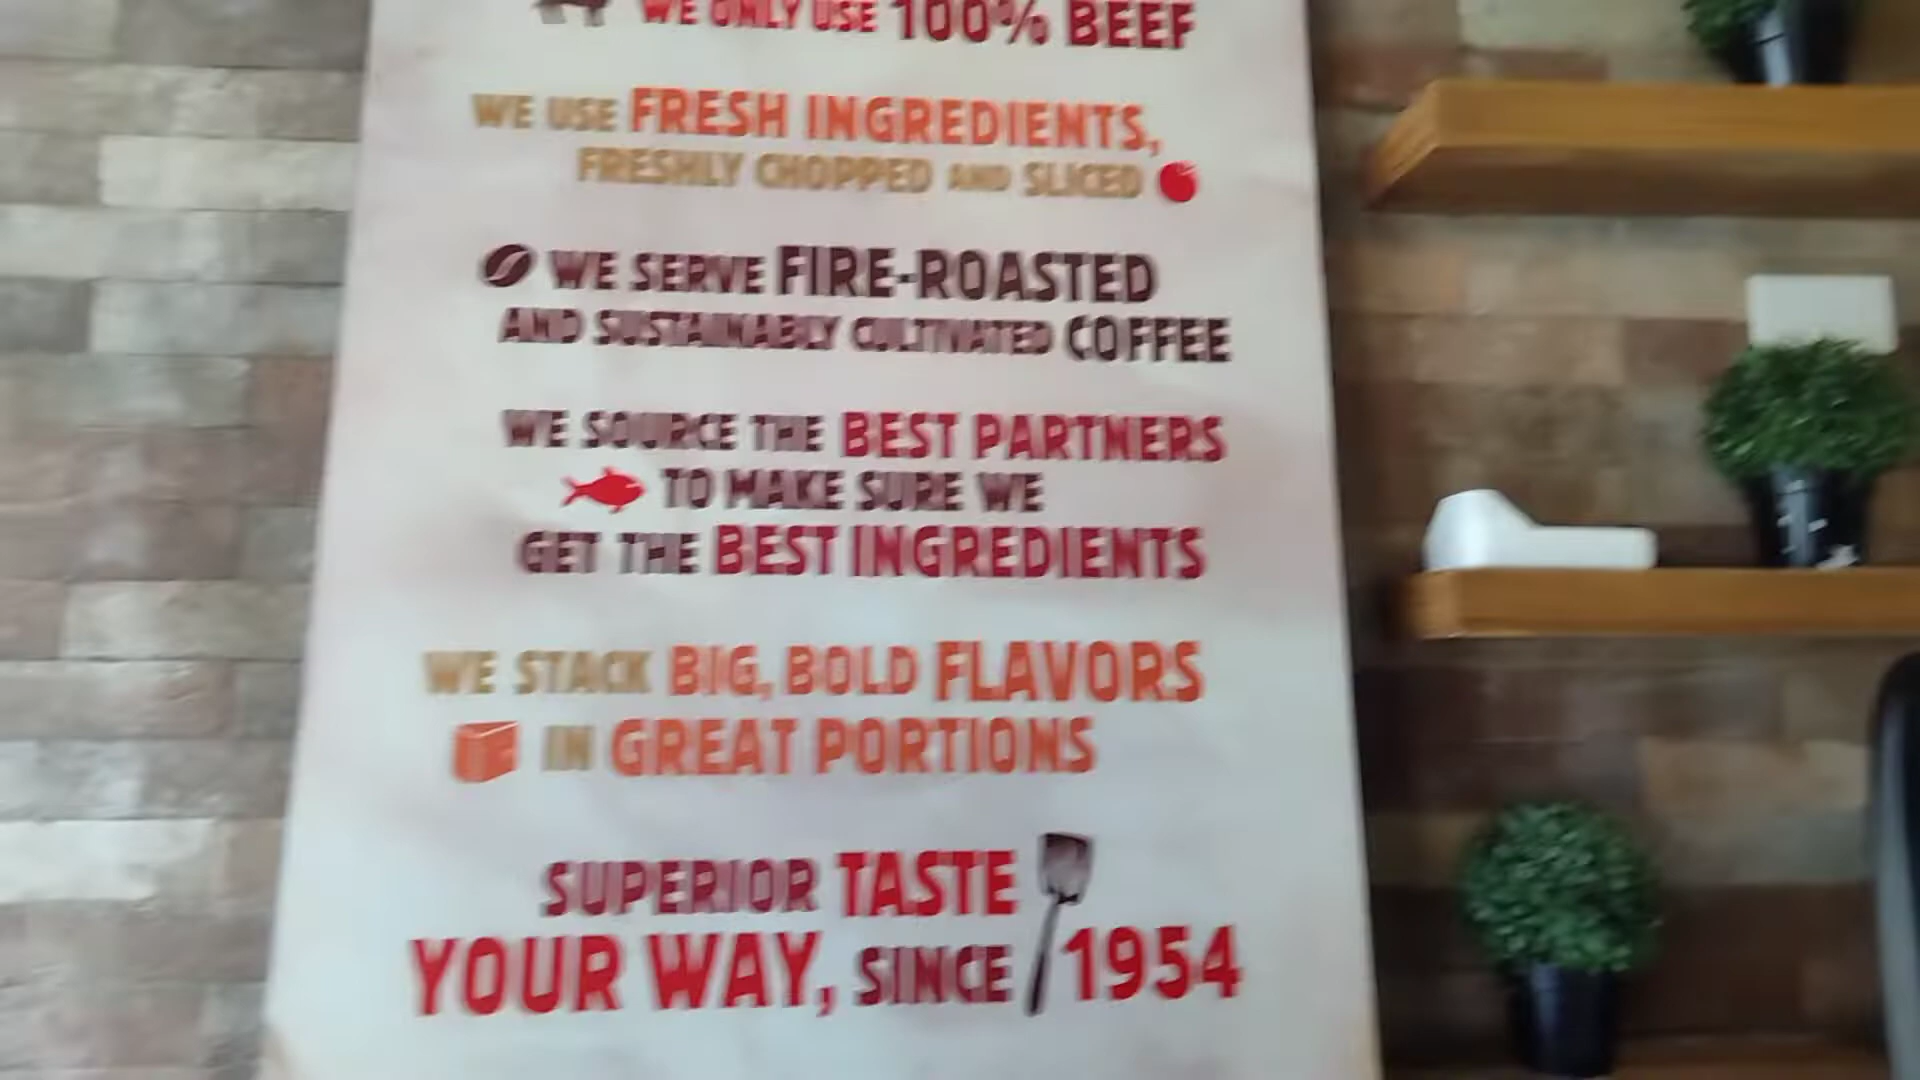 WE ONLY USE 100% BEEF
WE USE FRESH INGREDIENTS,
FRESHLY CHOPPED AND SLICED
WE SERVE FIRE-ROASTED
AND SUSTAINABLY CULTIVATED COFFEE
WE SOURCE THE BEST PARTNERS
TO MAKE SURE WE
GET THE BEST INGREDIENTS
WE STACK BIG, BOLD FLAVORS
IN GREAT PORTIONS
SUPERIOR TASTE
YOUR WAY, SINCE 1954